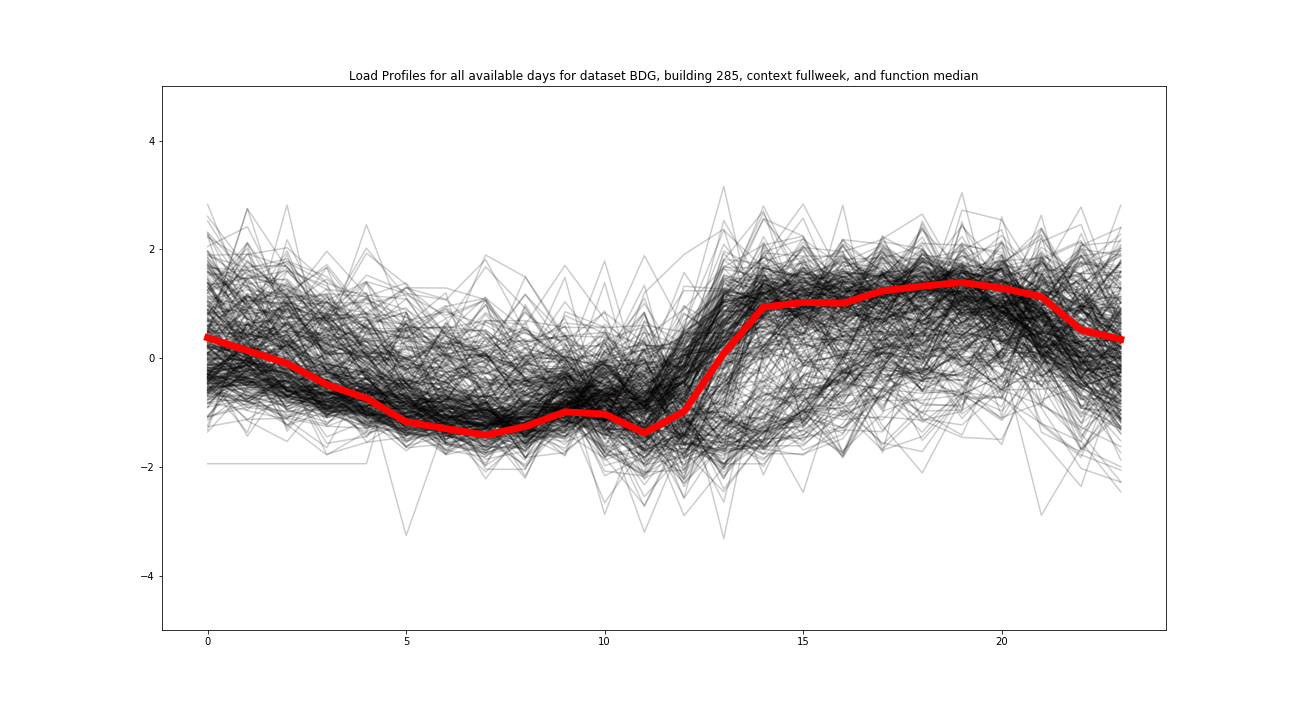 Load Profiles for all available days for dataset BDG, building 285, context fullweek, and function median
4
2
0
−2
−4
0 5 10 15 20